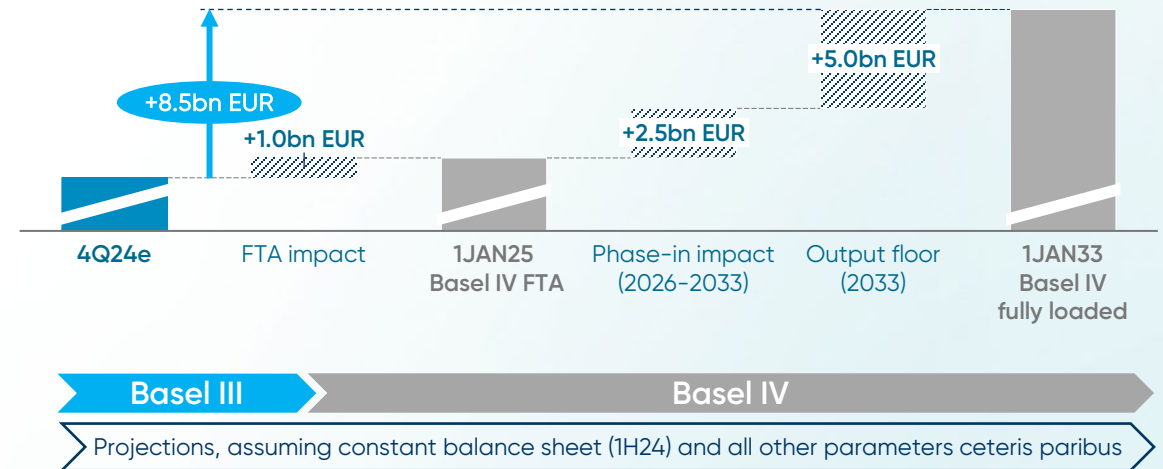 +5.0bn EUR
+8.5bn EUR
+1.0bn EUR
+2.5bn EUR
4Q24e
FTA impact
1JAN25
Basel IV FTA
Phase-in impact
(2026-2033)
Output floor
(2033)
1JAN33
Basel IV
fully loaded
Basel III
Basel IV
Projections, assuming constant balance sheet (1H24) and all other parameters ceteris paribus